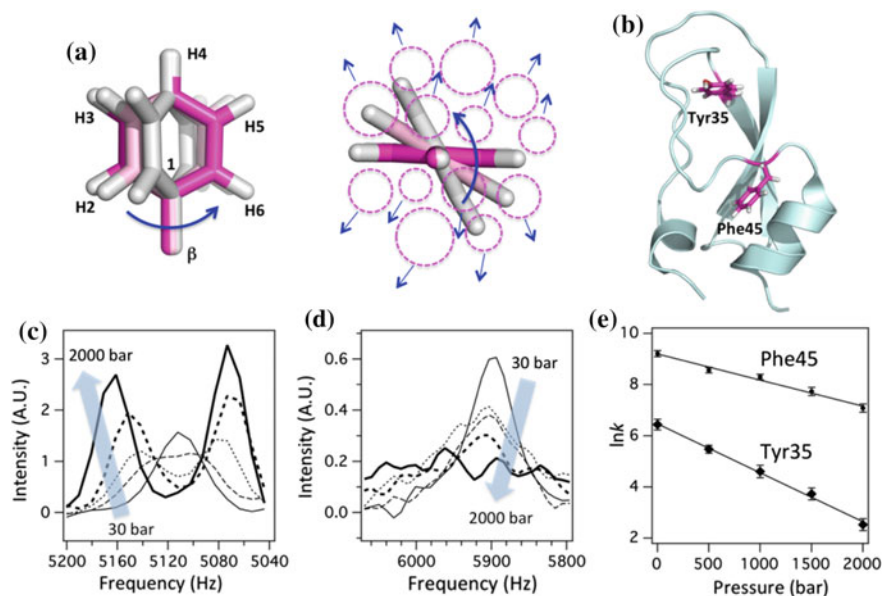 (a)
H4
H3
H5
1
H2
H6
β
(b)
Tyr35
Phe45
(c)
2000 bar
30 bar
Intensity (A.U.)
3
2
1
0
5200 5160 5120 5080 5040
Frequency (Hz)
(d)
30 bar
2000 bar
Intensity (A.U.)
0.6
0.4
0.2
0.0
6000 5900 5800
Frequency (Hz)
(e)
Phe45
Tyr35
lnk
10
8
6
4
2
0 500 1000 1500 2000
Pressure (bar)